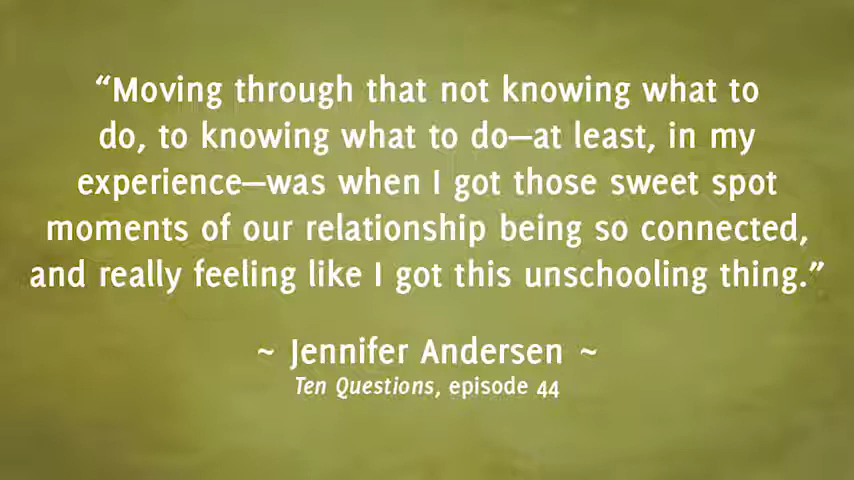 “Moving through that not knowing what to
do, to knowing what to do—at least, in my
experience—was when I got those sweet spot
moments of our relationship being so connected,
and really feeling like I got this unschooling thing.”
~ Jennifer Andersen ~
Ten Questions, episode 44